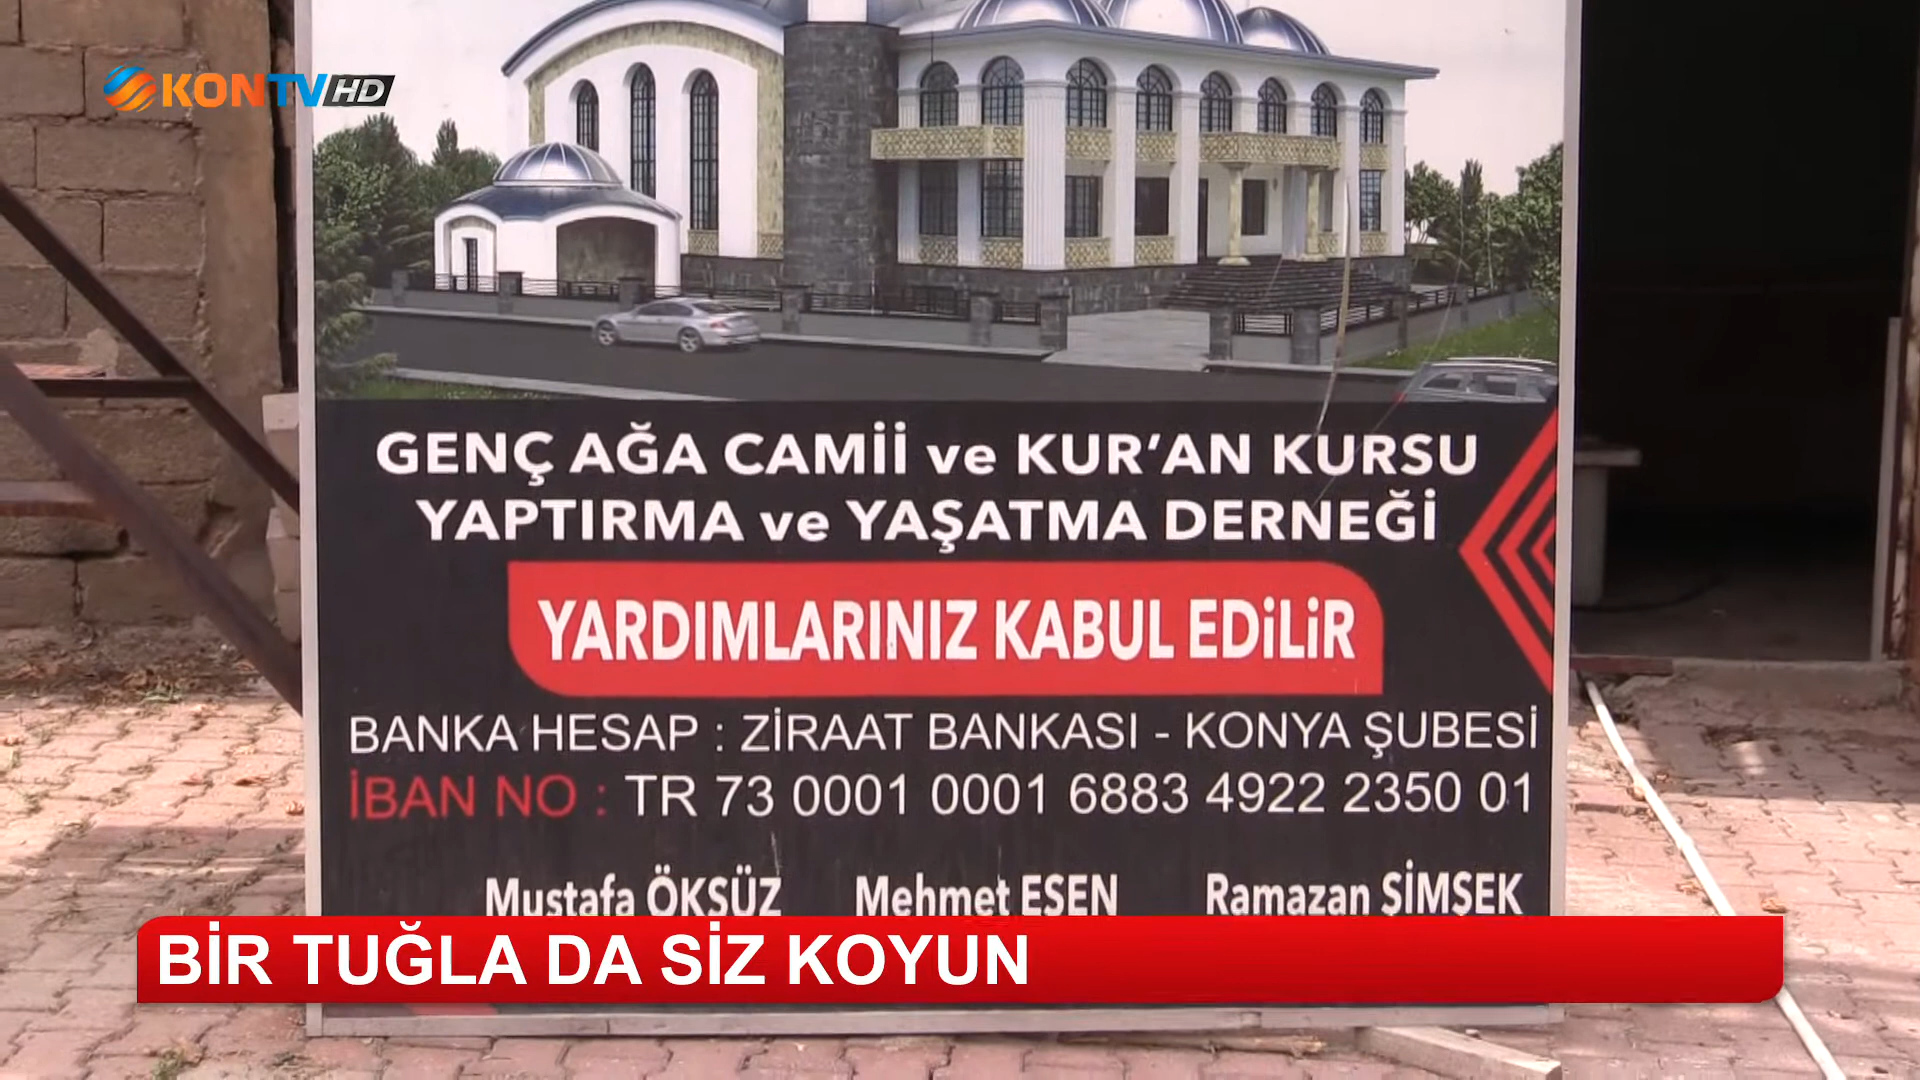 KONTV HD
GENÇ AĞA CAMİİ ve KUR'AN KURSU
YAPTIRMA ve YAŞATMA DERNEĞİ
YARDIMLARINIZ KABUL EDİLİR
BANKA HESAP : ZİRAAT BANKASI - KONYA ŞUBESİ
İBAN NO : TR 73 0001 0001 6883 4922 2350 01
Mustafa ÖKSÜZ Mehmet ESEN Ramazan ŞİMŞEK
BİR TUĞLA DA SİZ KOYUN